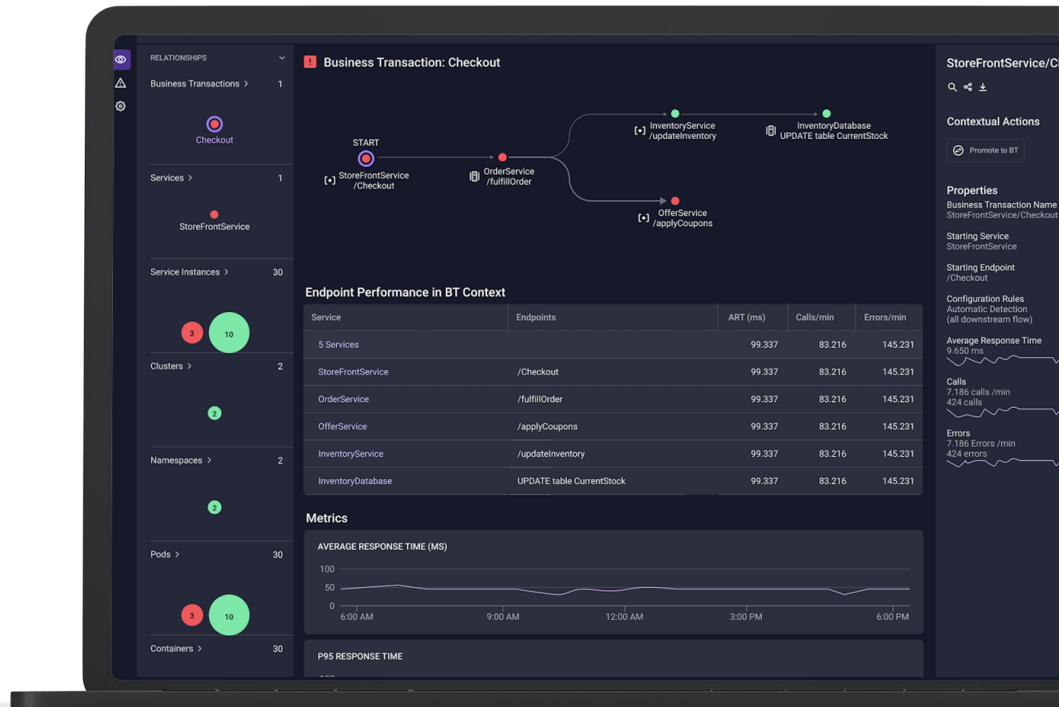 RELATIONSHIPS
Business Transactions > 1
Checkout
Services > 1
StoreFrontService
Service Instances > 30
3
10
Clusters > 2
2
Namespaces > 2
2
Pods > 30
3
10
Containers > 30
! Business Transaction: Checkout
START
StoreFrontService
/Checkout
OrderService
/fulfillOrder
InventoryService
/updateInventory
InventoryDatabase
UPDATE table CurrentStock
OfferService
/applyCoupons
Endpoint Performance in BT Context
Service Endpoints ART (ms) Calls/min Errors/min
5 Services 99.337 83.216 145.231
StoreFrontService /Checkout 99.337 83.216 145.231
OrderService /fulfillOrder 99.337 83.216 145.231
OfferService /applyCoupons 99.337 83.216 145.231
InventoryService /updateInventory 99.337 83.216 145.231
InventoryDatabase UPDATE table CurrentStock 99.337 83.216 145.231
Metrics
AVERAGE RESPONSE TIME (MS)
100
50
0
6:00 AM 9:00 AM 12:00 AM 3:00 PM 6:00 PM
P95 RESPONSE TIME
StoreFrontService/C
Contextual Actions
Promote to BT
Properties
Business Transaction Name
StoreFrontService/Checkout
Starting Service
StoreFrontService
Starting Endpoint
/Checkout
Configuration Rules
Automatic Detection
(all downstream flow)
Average Response Time
9.650 ms
Calls
7.186 calls /min
424 calls
Errors
7.186 Errors /min
424 errors